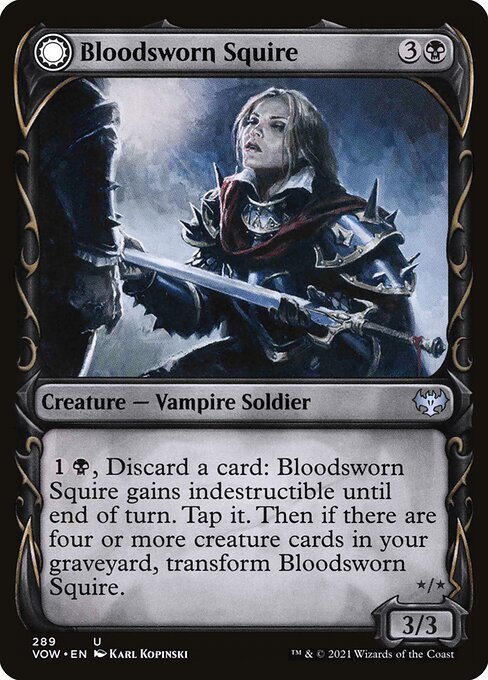 Bloodsworn Squire 3
Creature — Vampire Soldier
1 , Discard a card: Bloodsworn
Squire gains indestructible until
end of turn. Tap it. Then if there are
four or more creature cards in your
graveyard, transform Bloodsworn
Squire.
*/*
3/3
289 U
VOW • EN Karl Kopinski
™ & © 2021 Wizards of the Coast